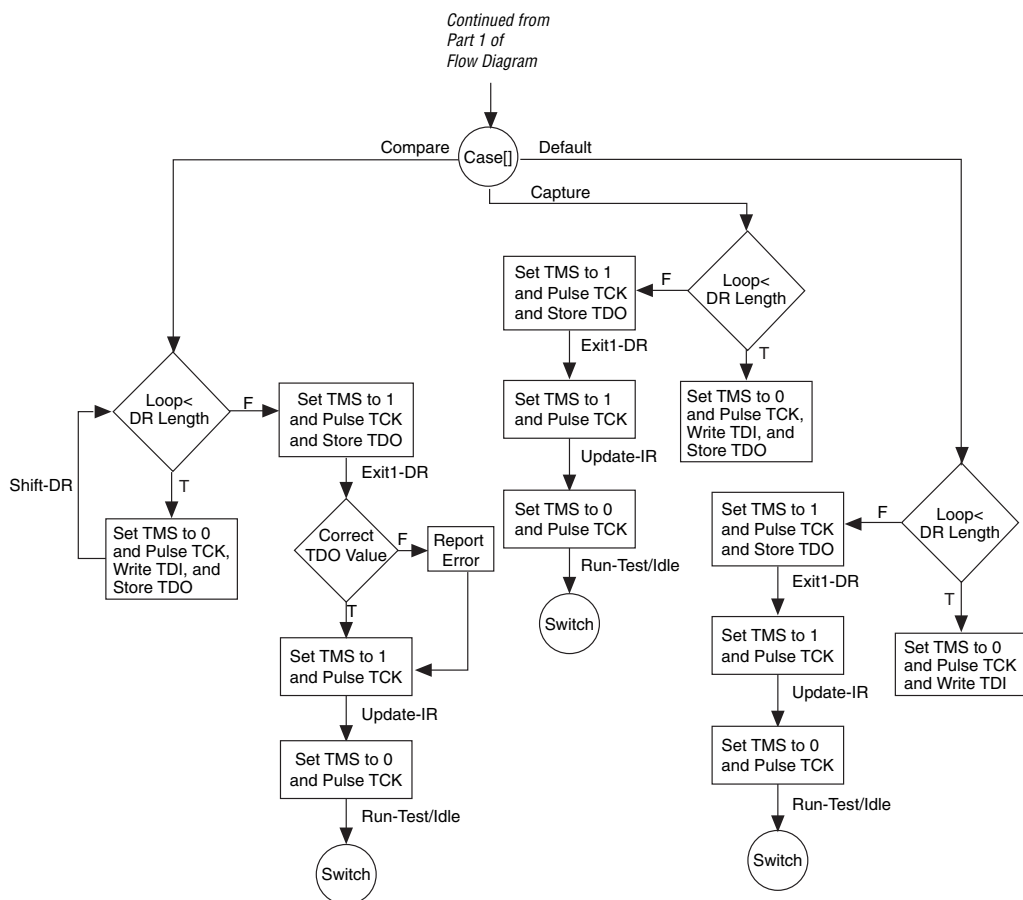 Continued from
Part 1 of
Flow Diagram
Compare
Case[]
Default
Capture
Loop<
DR Length
F
T
Set TMS to 1
and Pulse TCK
and Store TDO
Exit1-DR
Set TMS to 1
and Pulse TCK
Update-IR
Set TMS to 0
and Pulse TCK
Run-Test/Idle
Switch
Set TMS to 0
and Pulse TCK,
Write TDI, and
Store TDO
Loop<
DR Length
F
T
Shift-DR
Set TMS to 0
and Pulse TCK,
Write TDI, and
Store TDO
Set TMS to 1
and Pulse TCK
and Store TDO
Exit1-DR
Correct
TDO Value
F
Report
Error
T
Set TMS to 1
and Pulse TCK
Update-IR
Set TMS to 0
and Pulse TCK
Run-Test/Idle
Switch
Loop<
DR Length
F
T
Set TMS to 1
and Pulse TCK
and Store TDO
Exit1-DR
Set TMS to 1
and Pulse TCK
Update-IR
Set TMS to 0
and Pulse TCK
Run-Test/Idle
Switch
Set TMS to 0
and Pulse TCK
and Write TDI